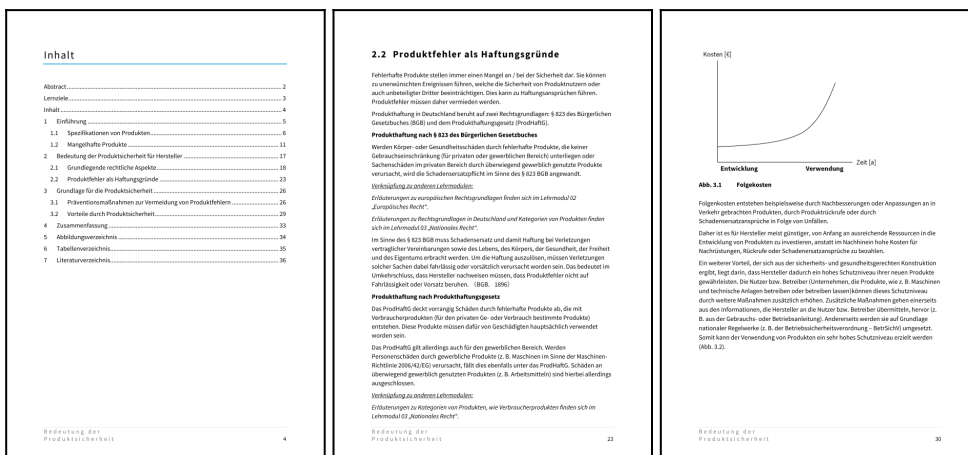 Inhalt
Abstract 2
Lernziele 3
Inhalt 4
1 Einführung 5
1.1 Spezifikationen von Produkten 6
1.2 Mangelhafte Produkte 11
2 Bedeutung der Produktsicherheit für Hersteller 17
2.1 Grundlegende rechtliche Aspekte 18
2.2 Produktfehler als Haftungsgründe 23
3 Grundlage für die Produktsicherheit 26
3.1 Präventionsmaßnahmen zur Vermeidung von Produktfehlern 26
3.2 Vorteile durch Produktsicherheit 29
4 Zusammenfassung 33
5 Abbildungsverzeichnis 34
6 Tabellenverzeichnis 35
7 Literaturverzeichnis 36
Bedeutung der
Produktsicherheit 4
2.2 Produktfehler als Haftungsgründe
Fehlerhafte Produkte stellen immer einen Mangel an / bei der Sicherheit dar. Sie können
zu unerwünschten Ereignissen führen, welche die Sicherheit von Produktnutzern oder
auch unbeteiligter Dritter beeinträchtigen. Dies kann zu Haftungsansprüchen führen.
Produktfehler müssen daher vermieden werden.
Produkthaftung in Deutschland beruht auf zwei Rechtsgrundlagen: § 823 des Bürgerlichen
Gesetzbuches (BGB) und dem Produkthaftungsgesetz (ProdHaftG).
Produkthaftung nach § 823 des Bürgerlichen Gesetzbuches
Werden Körper- oder Gesundheitsschäden durch fehlerhafte Produkte, die keiner
Gebrauchseinschränkung (für privaten oder gewerblichen Bereich) unterliegen oder
Sachenschäden im privaten Bereich durch überwiegend gewerblich genutzte Produkte
verursacht, wird die Schadensersatzpflicht im Sinne des § 823 BGB angewandt.
Verknüpfung zu anderen Lehrmodulen:
Erläuterungen zu europäischen Rechtsgrundlagen finden sich im Lehrmodul 02
„Europäisches Recht".
Erläuterungen zu Rechtsgrundlagen in Deutschland und Kategorien von Produkten finden
sich im Lehrmodul 03 „Nationales Recht".
Im Sinne des § 823 BGB muss Schadensersatz und damit Haftung bei Verletzungen
vertraglicher Vereinbarungen sowie des Lebens, des Körpers, der Gesundheit, der Freiheit
und des Eigentums erbracht werden. Um die Haftung auszulösen, müssen Verletzungen
solcher Sachen dabei fahrlässig oder vorsätzlich verursacht worden sein. Das bedeutet im
Umkehrschluss, dass Hersteller nachweisen müssen, dass Produktfehler nicht auf
Fahrlässigkeit oder Vorsatz beruhen. (BGB, 1896)
Produkthaftung nach Produkthaftungsgesetz
Das ProdHaftG deckt vorrangig Schäden durch fehlerhafte Produkte ab, die mit
Verbraucherprodukten (für den privaten Ge- oder Verbrauch bestimmte Produkte)
entstehen. Diese Produkte müssen dafür von Geschädigten hauptsächlich verwendet
worden sein.
Das ProdHaftG gilt allerdings auch für den gewerblichen Bereich. Werden
Personenschäden durch gewerbliche Produkte (z. B. Maschinen im Sinne der Maschinen-
Richtlinie 2006/42/EG) verursacht, fällt dies ebenfalls unter das ProdHaftG. Schäden an
überwiegend gewerblich genutzten Produkten (z. B. Arbeitsmitteln) sind hierbei allerdings
ausgeschlossen.
Verknüpfung zu anderen Lehrmodulen:
Erläuterungen zu Kategorien von Produkten, wie Verbraucherprodukten finden sich im
Lehrmodul 03 „Nationales Recht".
Bedeutung der
Produktsicherheit 23
Kosten [€]
Zeit [a]
Entwicklung Verwendung
Abb. 3.1 Folgekosten
Folgenkosten entstehen beispielsweise durch Nachbesserungen oder Anpassungen an in
Verkehr gebrachten Produkten, durch Produktrückrufe oder durch
Schadensersatzansprüche in Folge von Unfällen.
Daher ist es für Hersteller meist günstiger, von Anfang an ausreichende Ressourcen in die
Entwicklung von Produkten zu investieren, anstatt im Nachhinein hohe Kosten für
Nachrüstungen, Rückrufe oder Schadensersatzansprüche zu bezahlen.
Ein weiterer Vorteil, der sich aus der sicherheits- und gesundheitsgerechten Konstruktion
ergibt, liegt darin, dass Hersteller dadurch ein hohes Schutzniveau ihrer neuen Produkte
gewährleisten. Die Nutzer bzw. Betreiber (Unternehmen, die Produkte, wie z. B. Maschinen
und technische Anlagen betreiben oder betreiben lassen)können dieses Schutzniveau
durch weitere Maßnahmen zusätzlich erhöhen. Zusätzliche Maßnahmen gehen einerseits
aus den Informationen, die Hersteller an die Nutzer bzw. Betreiber übermitteln, hervor (z.
B. aus der Gebrauchs- oder Betriebsanleitung). Andererseits werden sie auf Grundlage
nationaler Regelwerke (z. B. der Betriebssicherheitsverordnung – BetrSichV) umgesetzt.
Somit kann der Verwendung von Produkten ein sehr hohes Schutzniveau erzielt werden
(Abb. 3.2).
Bedeutung der
Produktsicherheit 30